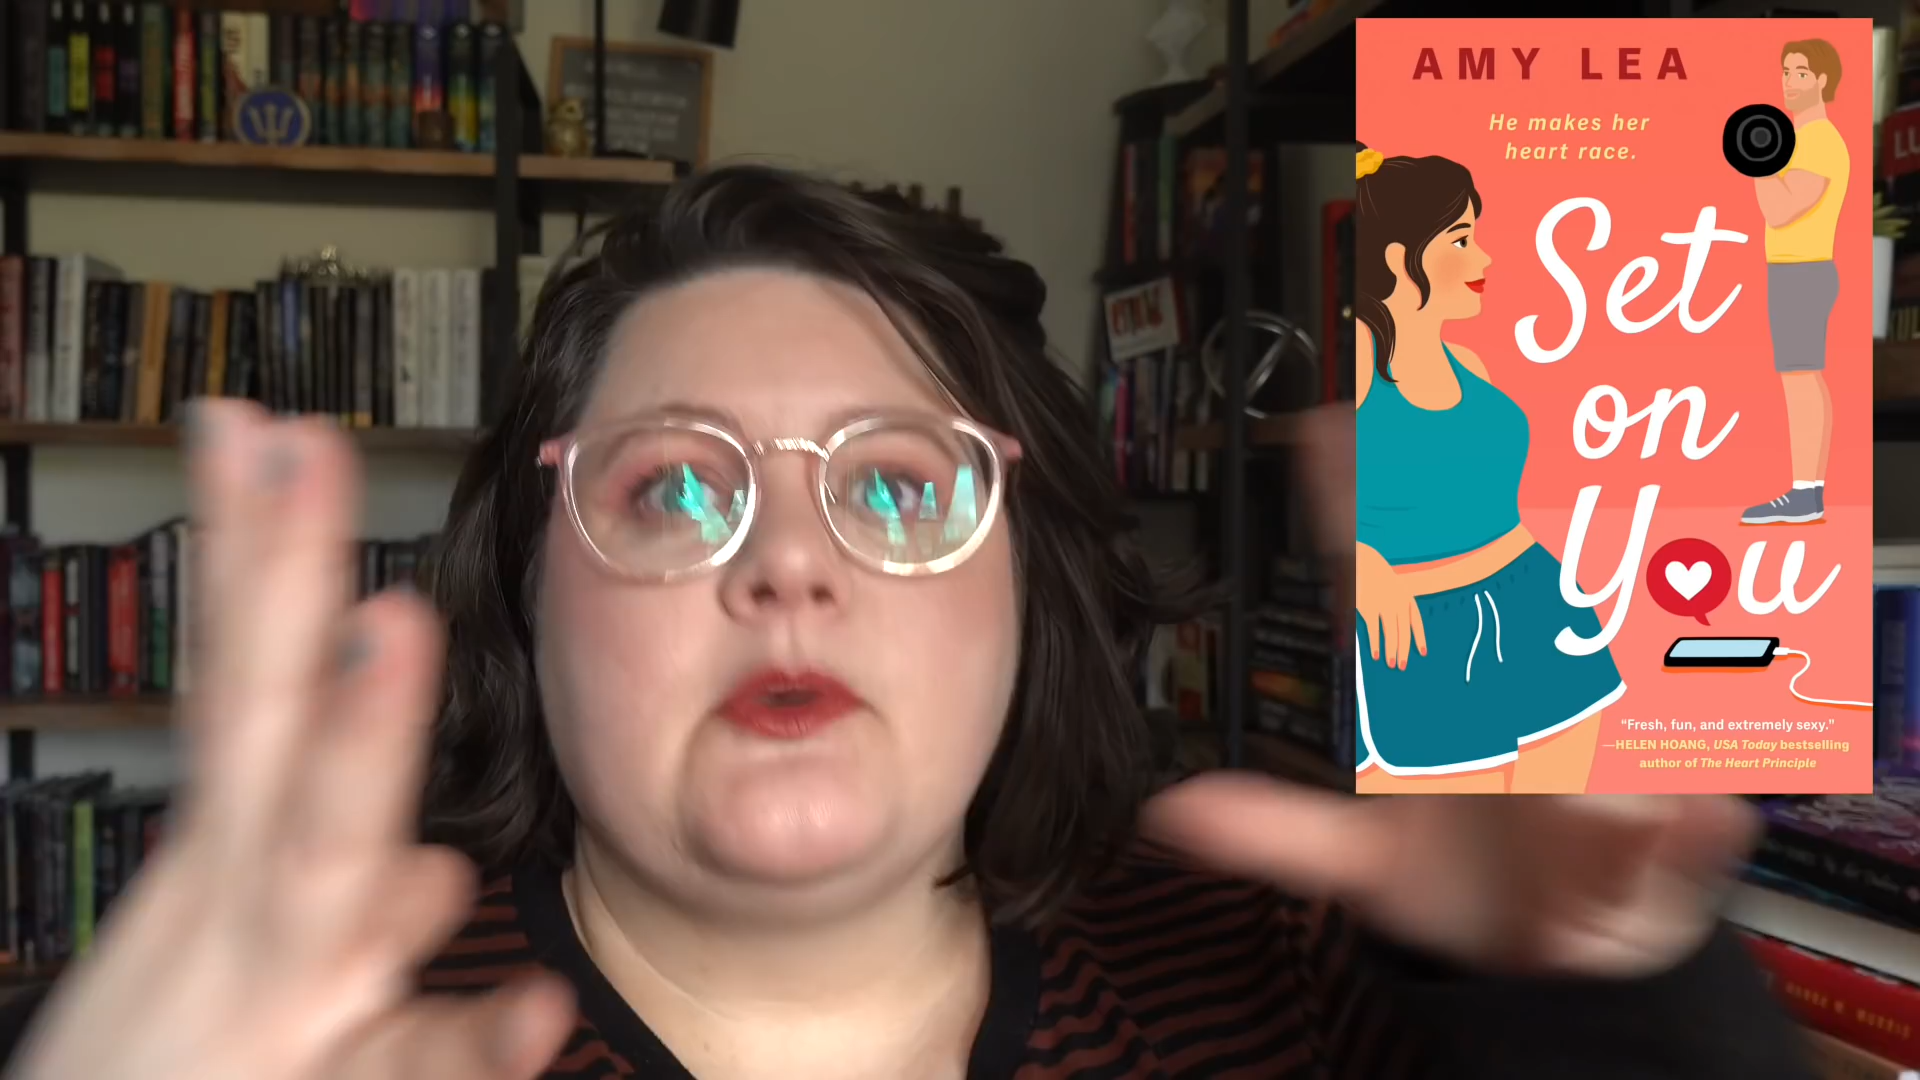 AMY LEA
He makes her
heart race.
Set
on
You
“Fresh, fun, and extremely sexy.”
—HELEN HOANG, USA Today bestselling
author of The Heart Principle